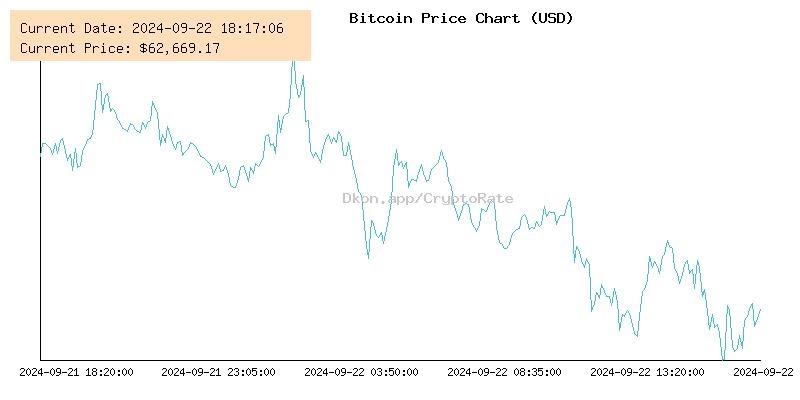 Bitcoin Price Chart (USD)
Current Date: 2024-09-22 18:17:06
Current Price: $62,669.17
Dkon.app/CryptoRate
2024-09-21 18:20:00 2024-09-21 23:05:00 2024-09-22 03:50:00 2024-09-22 08:35:00 2024-09-22 13:20:00 2024-09-22